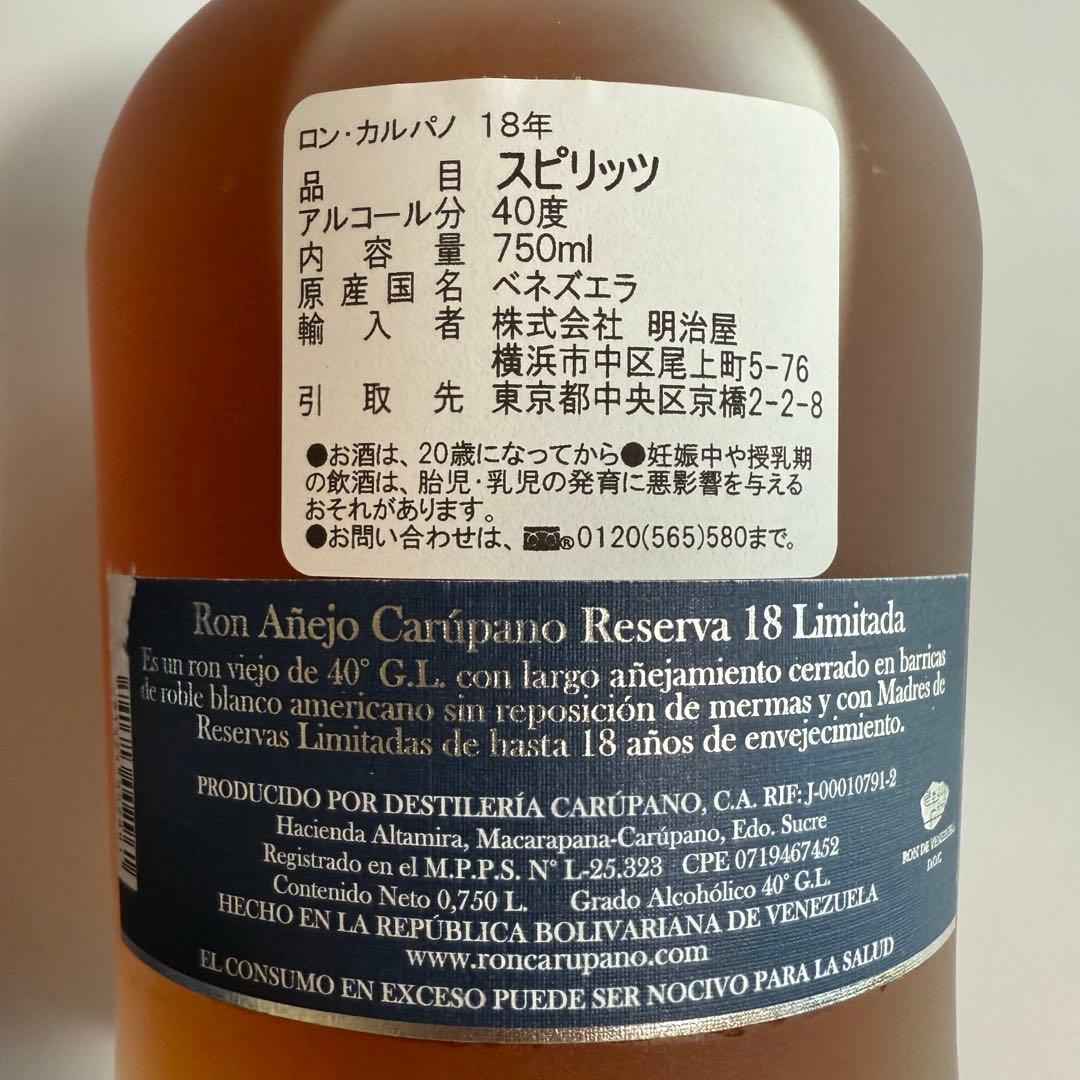 ロン・カルパノ 18年
品目 スピリッツ
アルコール分 40度
内容量 750ml
原産国名 ベネズエラ
輸入者 株式会社 明治屋
横浜市中区尾上町5-76
引取先 東京都中央区京橋2-2-8
●お酒は、20歳になってから●妊娠中や授乳期
の飲酒は、胎児・乳児の発育に悪影響を与える
おそれがあります。
●お問い合わせは、®0120(565)580まで。
Ron Añejo Carúpano Reserva 18 Limitada
Es un ron viejo de 40° G.L. con largo añejamiento cerrado en barricas
de roble blanco americano sin reposición de mermas y con Madres de
Reservas Limitadas de hasta 18 años de envejecimiento.
PRODUCIDO POR DESTILERÍA CARÚPANO, C.A. RIF: J-00010791-2
Hacienda Altamira, Macarapana-Carúpano, Edo. Sucre
Registrado en el M.P.P.S. N° L-25.323 CPE 0719467452
Contenido Neto 0,750 L. Grado Alcohólico 40° G.L.
HECHO EN LA REPÚBLICA BOLIVARIANA DE VENEZUELA
www.roncarupano.com
EL CONSUMO EN EXCESO PUEDE SER NOCIVO PARA LA SALUD
RON DE VENEZUELA
D.O.C.